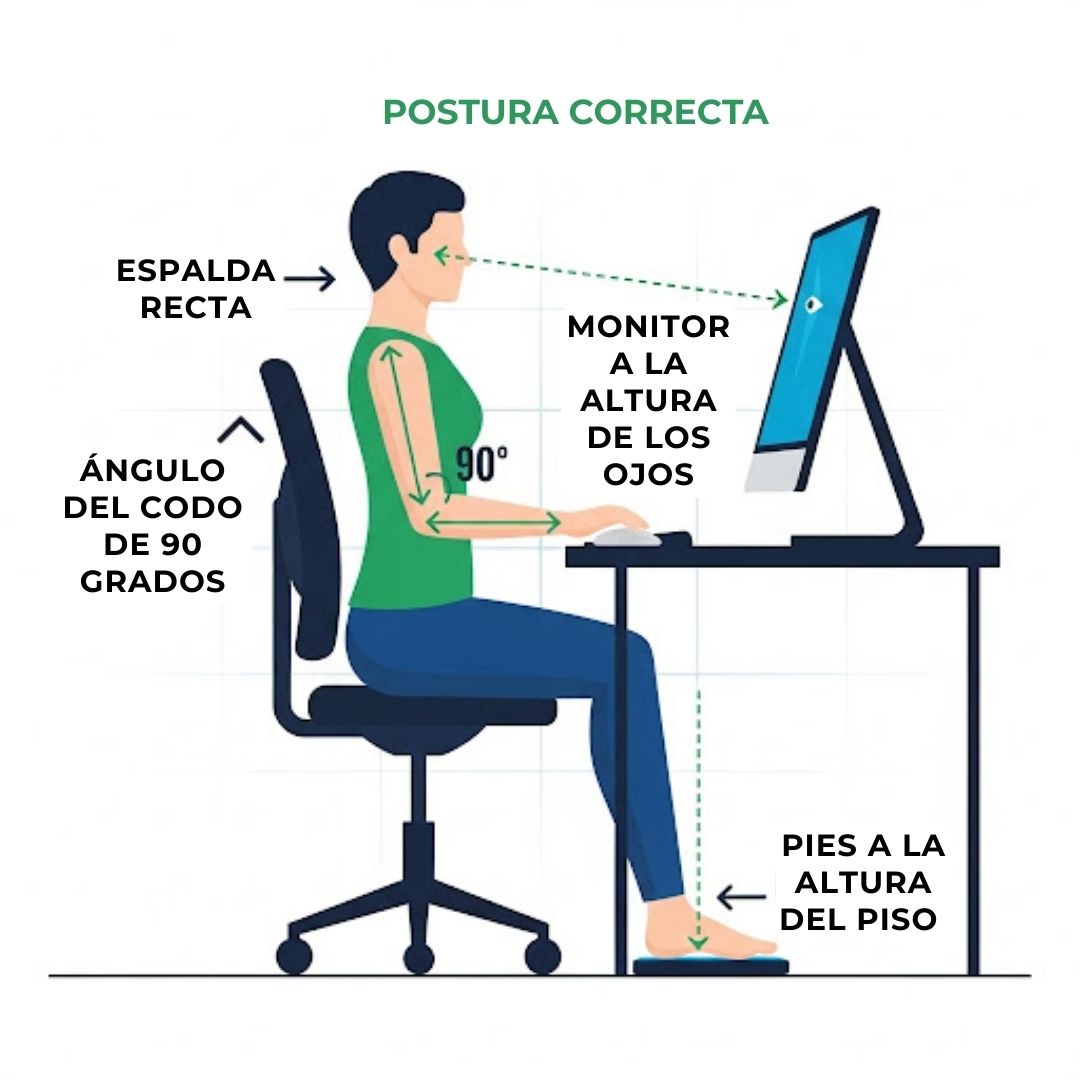 POSTURA CORRECTA
ESPALDA
RECTA
MONITOR
A LA
ALTURA
DE LOS
OJOS
90°
ÁNGULO
DEL CODO
DE 90
GRADOS
PIES A LA
ALTURA
DEL PISO